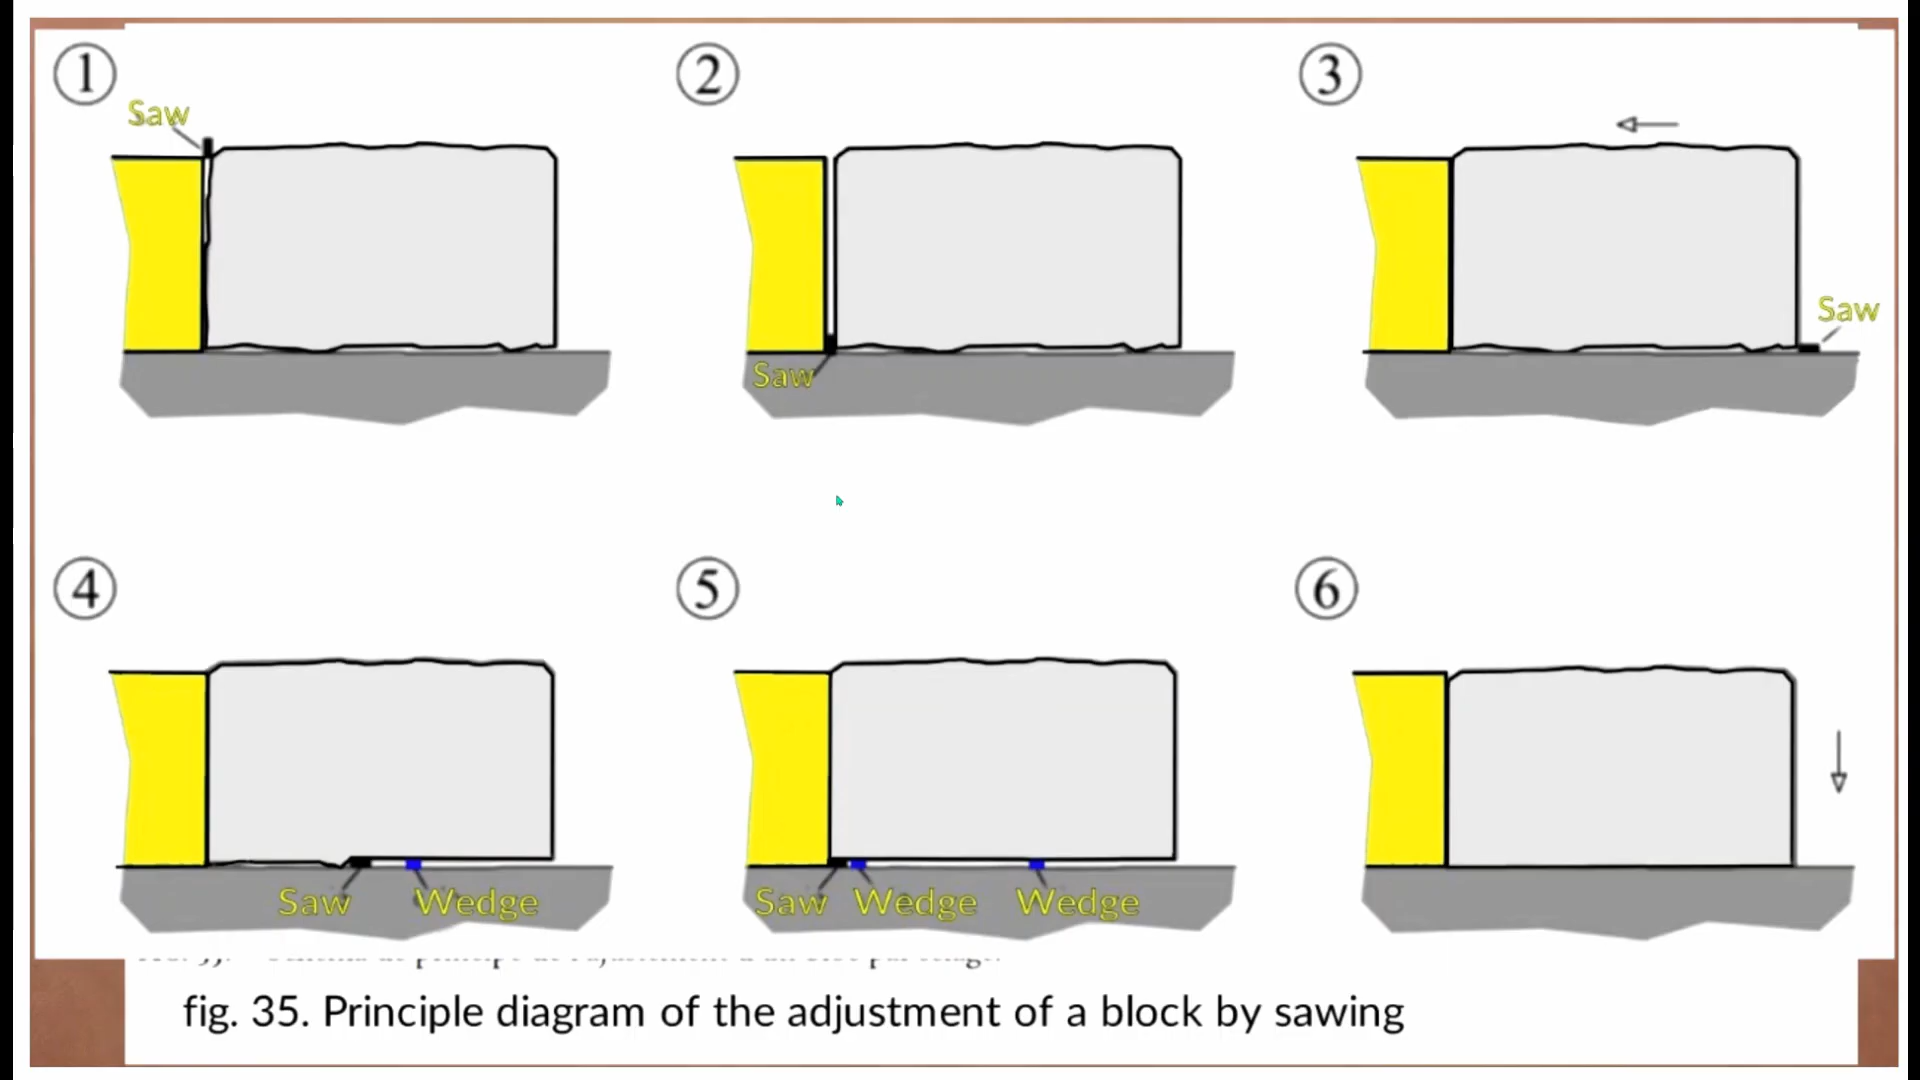 1
2
3
Saw
Saw
Saw
4
5
6
Saw Wedge
Saw Wedge Wedge
fig. 35. Principle diagram of the adjustment of a block by sawing